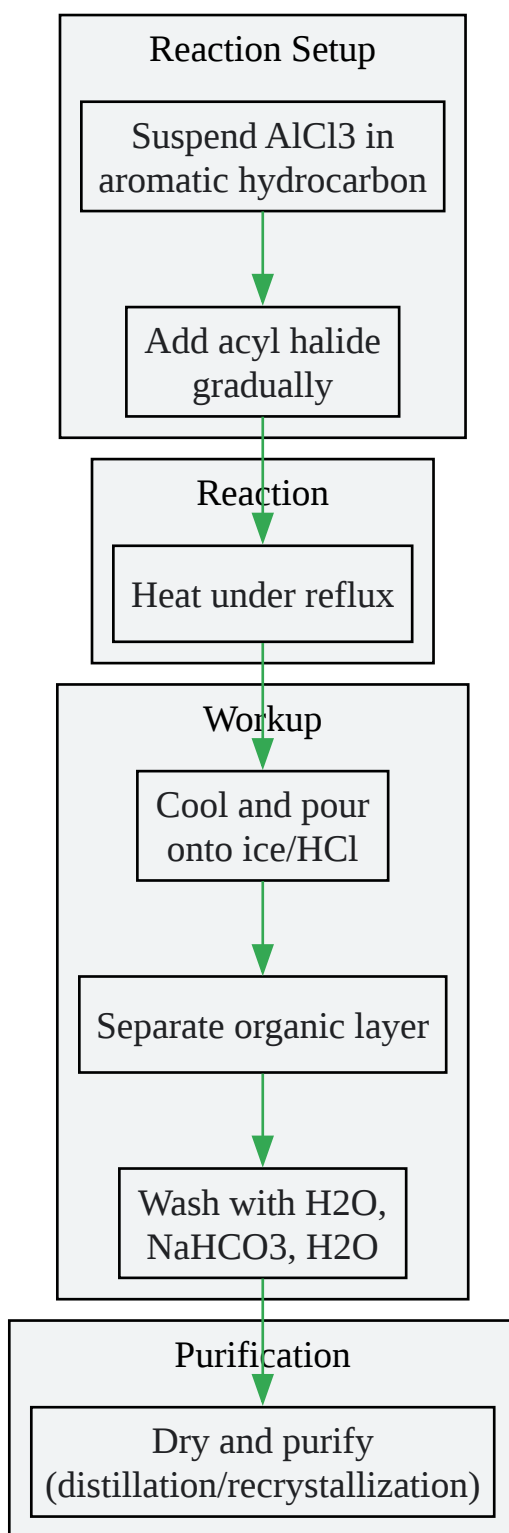 Reaction Setup
Suspend AlCl3 in
aromatic hydrocarbon
Add acyl halide
gradually
Reaction
Heat under reflux
Workup
Cool and pour
onto ice/HCl
Separate organic layer
Wash with H2O,
NaHCO3, H2O
Purification
Dry and purify
(distillation/recrystallization)